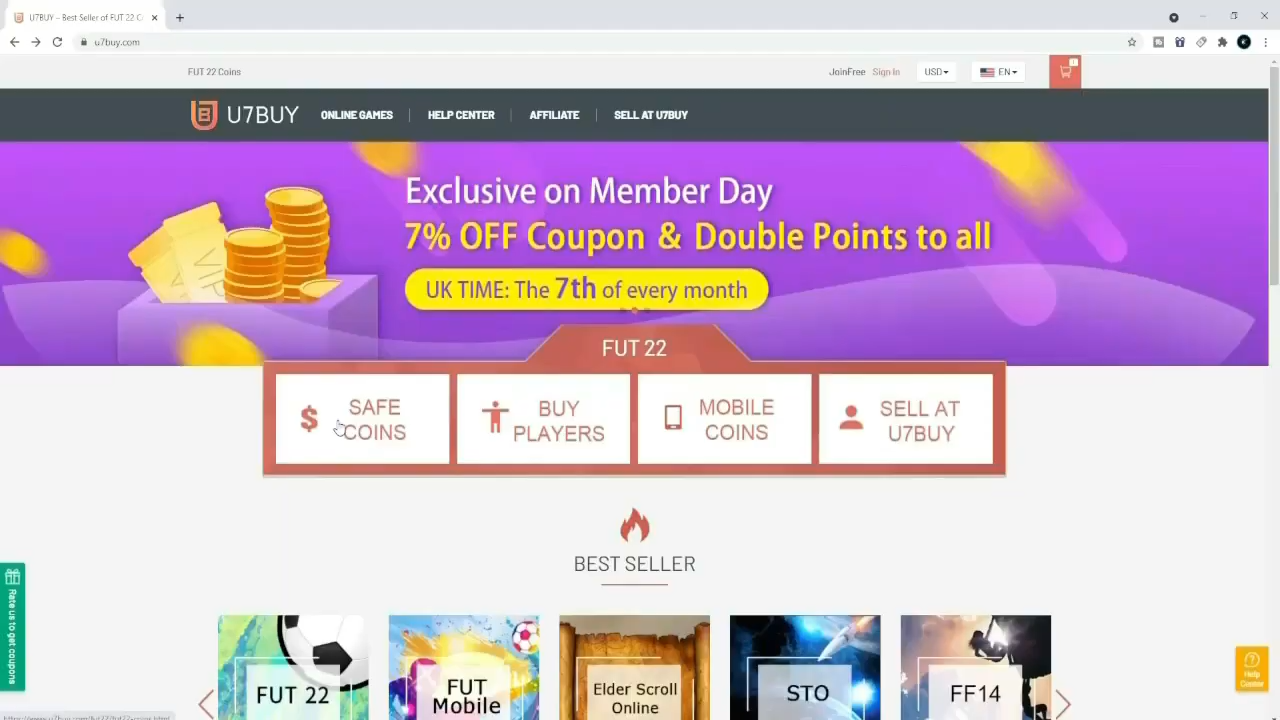 U7BUY - Best Seller of FUT 22 C
u7buy.com
FUT 22 Coins
JoinFree Sign In USD EN
1
U7BUY ONLINE GAMES HELP CENTER AFFILIATE SELL AT U7BUY
Exclusive on Member Day
7% OFF Coupon & Double Points to all
UK TIME: The 7th of every month
VIP
FUT 22
SAFE
COINS
BUY
PLAYERS
MOBILE
COINS
SELL AT
U7BUY
BEST SELLER
Rate us to get coupons
FUT 22
FUT
Mobile
Elder Scroll
Online
STO
FF14
Help
Center